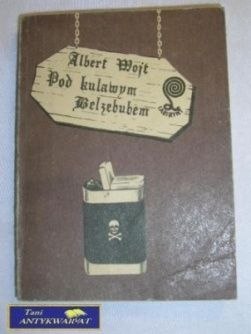 Albert Wojt
Pod kulawym
Belzebubem
Tani
ANTYKWARIAT